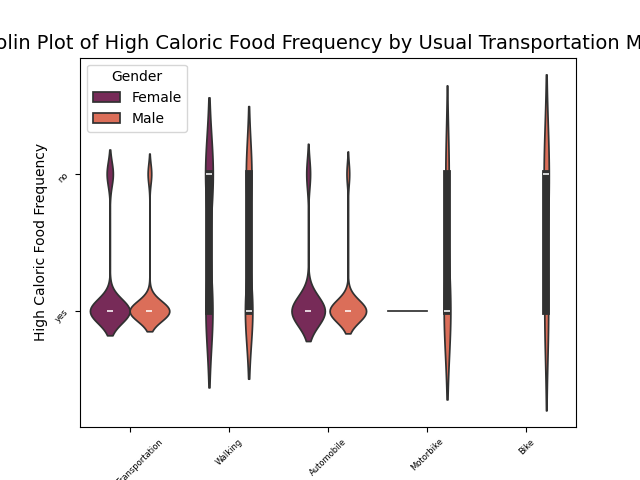 olin Plot of High Caloric Food Frequency by Usual Transportation M
Gender
Female
Male
High Caloric Food Frequency
no
yes
Transportation
Walking
Automobile
Motorbike
Bike